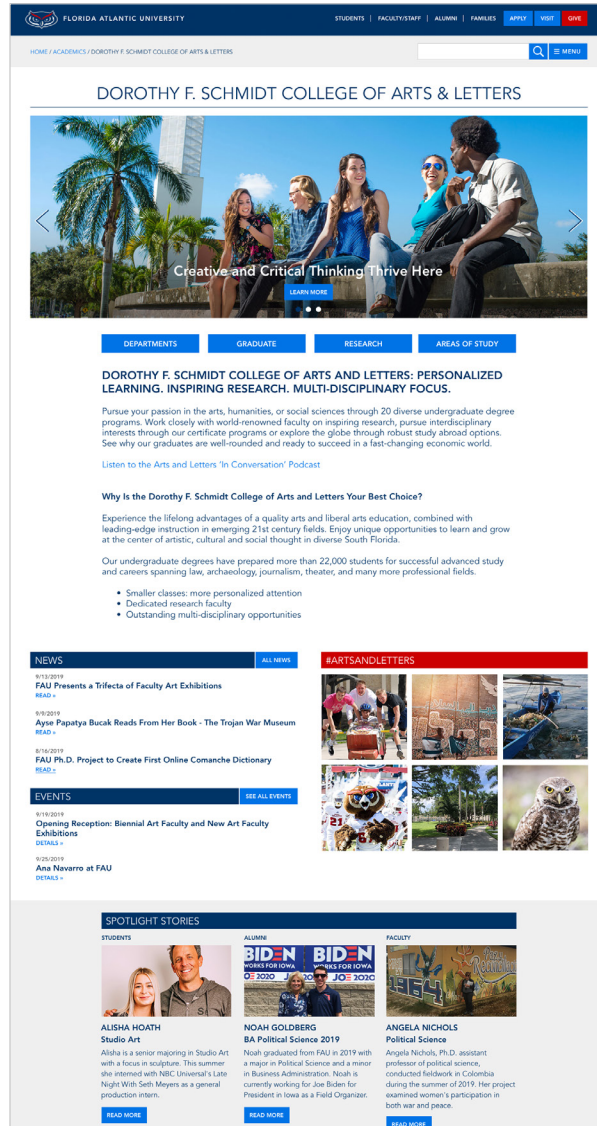 FLORIDA ATLANTIC UNIVERSITY
STUDENTS | FACULTY/STAFF | ALUMNI | FAMILIES APPLY VISIT GIVE
HOME / ACADEMICS / DOROTHY F. SCHMIDT COLLEGE OF ARTS & LETTERS
≡ MENU
DOROTHY F. SCHMIDT COLLEGE OF ARTS & LETTERS
Creative and Critical Thinking Thrive Here
LEARN MORE
DEPARTMENTS GRADUATE RESEARCH AREAS OF STUDY
DOROTHY F. SCHMIDT COLLEGE OF ARTS AND LETTERS: PERSONALIZED
LEARNING. INSPIRING RESEARCH. MULTI-DISCIPLINARY FOCUS.
Pursue your passion in the arts, humanities, or social sciences through 20 diverse undergraduate degree
programs. Work closely with world-renowned faculty on inspiring research, pursue interdisciplinary
interests through our certificate programs or explore the globe through robust study abroad options.
See why our graduates are well-rounded and ready to succeed in a fast-changing economic world.
Listen to the Arts and Letters 'In Conversation' Podcast
Why Is the Dorothy F. Schmidt College of Arts and Letters Your Best Choice?
Experience the lifelong advantages of a quality arts and liberal arts education, combined with
leading-edge instruction in emerging 21st century fields. Enjoy unique opportunities to learn and grow
at the center of artistic, cultural and social thought in diverse South Florida.
Our undergraduate degrees have prepared more than 22,000 students for successful advanced study
and careers spanning law, archaeology, journalism, theater, and many more professional fields.
• Smaller classes: more personalized attention
• Dedicated research faculty
• Outstanding multi-disciplinary opportunities
NEWS ALL NEWS
9/13/2019
FAU Presents a Trifecta of Faculty Art Exhibitions
READ »
9/9/2019
Ayse Papatya Bucak Reads From Her Book - The Trojan War Museum
READ »
8/16/2019
FAU Ph.D. Project to Create First Online Comanche Dictionary
READ »
EVENTS SEE ALL EVENTS
9/19/2019
Opening Reception: Biennial Art Faculty and New Art Faculty
Exhibitions
DETAILS »
9/25/2019
Ana Navarro at FAU
DETAILS »
#ARTSANDLETTERS
21
SPOTLIGHT STORIES
STUDENTS
ALISHA HOATH
Studio Art
Alisha is a senior majoring in Studio Art
with a focus in sculpture. This summer
she interned with NBC Universal's Late
Night With Seth Meyers as a general
production intern.
READ MORE
ALUMNI
BIDEN BIDEN
WORKS FOR IOWA WORKS FOR IOWA
JOE 2020 JOE 2020
NOAH GOLDBERG
BA Political Science 2019
Noah graduated from FAU in 2019 with
a major in Political Science and a minor
in Business Administration. Noah is
currently working for Joe Biden for
President in Iowa as a Field Organizer.
READ MORE
FACULTY
1964
ANGELA NICHOLS
Political Science
Angela Nichols, Ph.D. assistant
professor of political science,
conducted fieldwork in Colombia
during the summer of 2019. Her project
examined women's participation in
both war and peace.
READ MORE